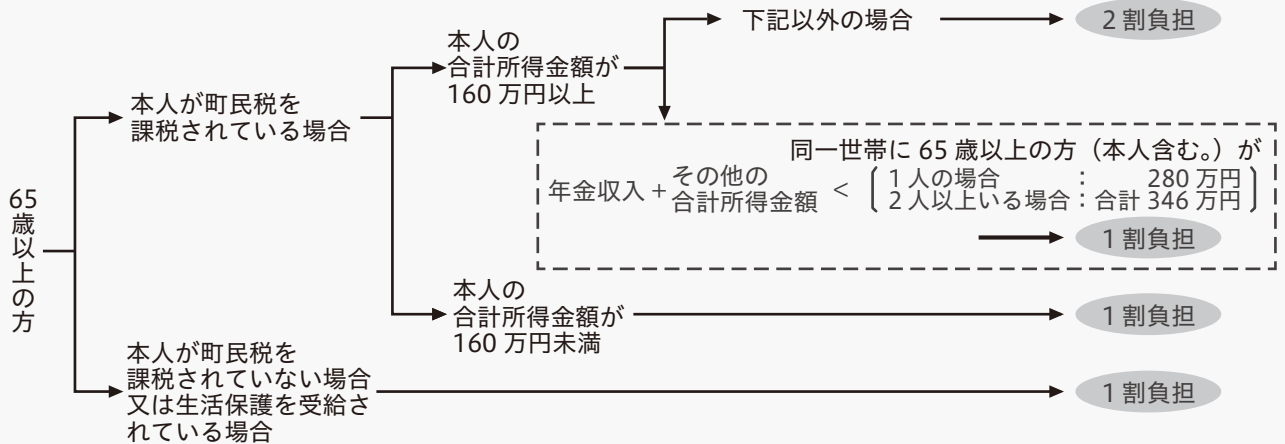 65
歳
以
上
の
方
本人が町民税を
課税されている場合
本人の
合計所得金額が
160 万円以上
下記以外の場合
2 割負担
同一世帯に 65 歳以上の方（本人含む。）が
年金収入 + その他の
合計所得金額 <
1 人の場合 : 280 万円
2 人以上いる場合 : 合計 346 万円
1 割負担
本人の
合計所得金額が
160 万円未満
1 割負担
本人が町民税を
課税されていない場合
又は生活保護を受給さ
れている場合
1 割負担